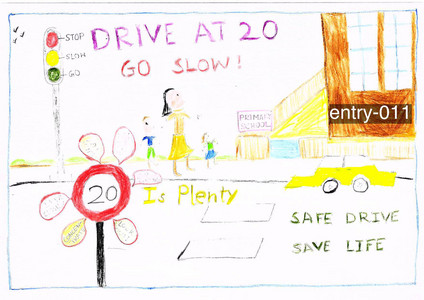 DRIVE AT 20
GO SLOW!
STOP
SLOW
GO
PRIMARY
SCHOOL
entry-011
20
Is Plenty
SAFE DRIVE
SAVE LIFE